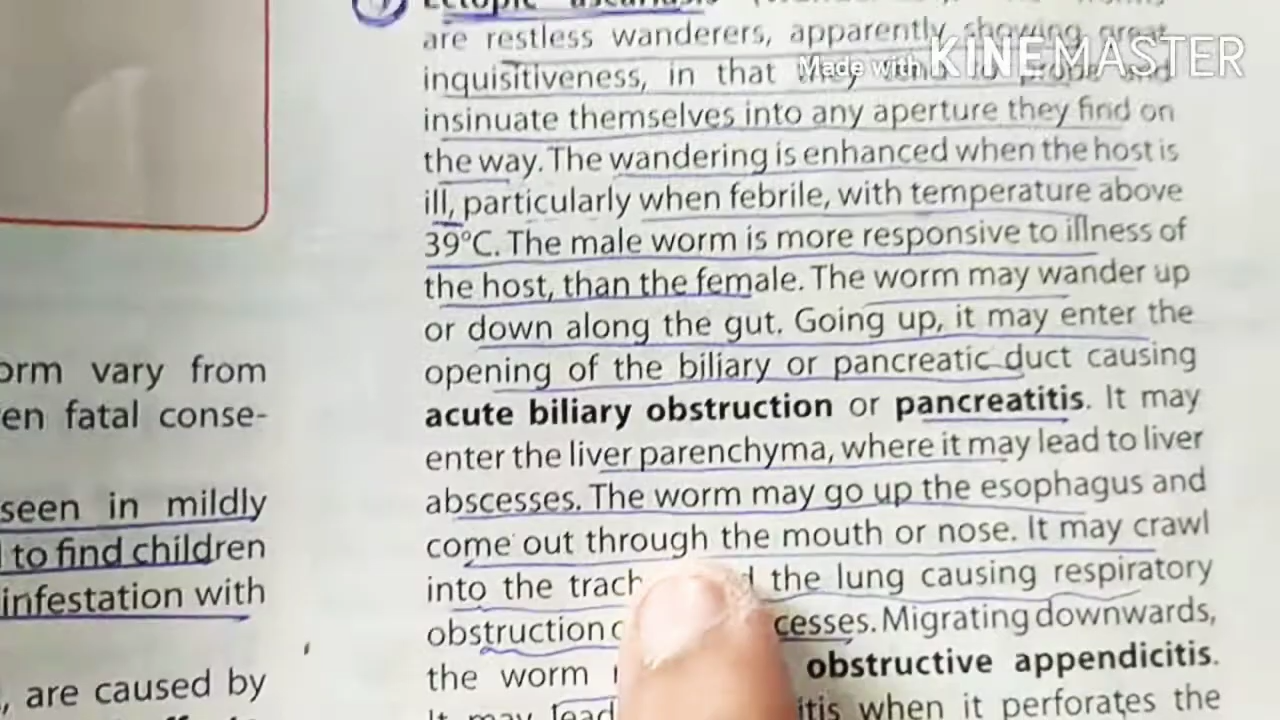 orm vary from
en fatal conse-
seen in mildly
to find children
infestation with
are caused by
Ectopic ascariasis
are restless wanderers, apparently showing great
inquisitiveness, in that they
insinuate themselves into any aperture they find on
the way. The wandering is enhanced when the host is
ill, particularly when febrile, with temperature above
39°C. The male worm is more responsive to illness of
the host, than the female. The worm may wander up
or down along the gut. Going up, it may enter the
opening of the biliary or pancreatic duct causing
acute biliary obstruction or pancreatitis. It may
enter the liver parenchyma, where it may lead to liver
abscesses. The worm may go up the esophagus and
come out through the mouth or nose. It may crawl
into the trach the lung causing respiratory
obstruction cesses. Migrating downwards,
the worm obstructive appendicitis.
It may lead itis when it perforates the
Made with KINEMASTER